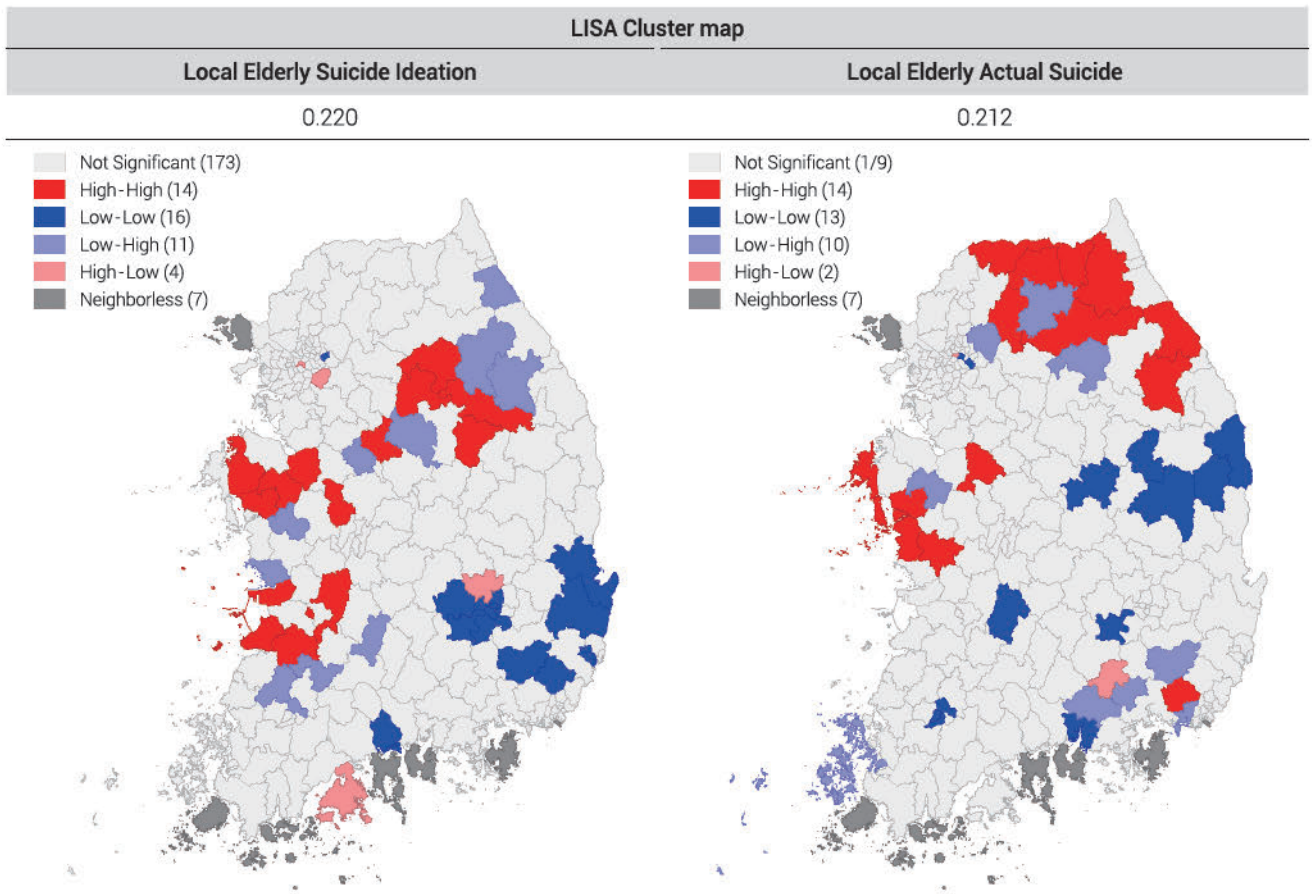 LISA Cluster map
Local Elderly Suicide Ideation
Local Elderly Actual Suicide
0.220
0.212
Not Significant (173)
High-High (14)
Low-Low (16)
Low-High (11)
High-Low (4)
Neighborless (7)
Not Significant (1/9)
High-High (14)
Low-Low (13)
Low-High (10)
High-Low (2)
Neighborless (7)